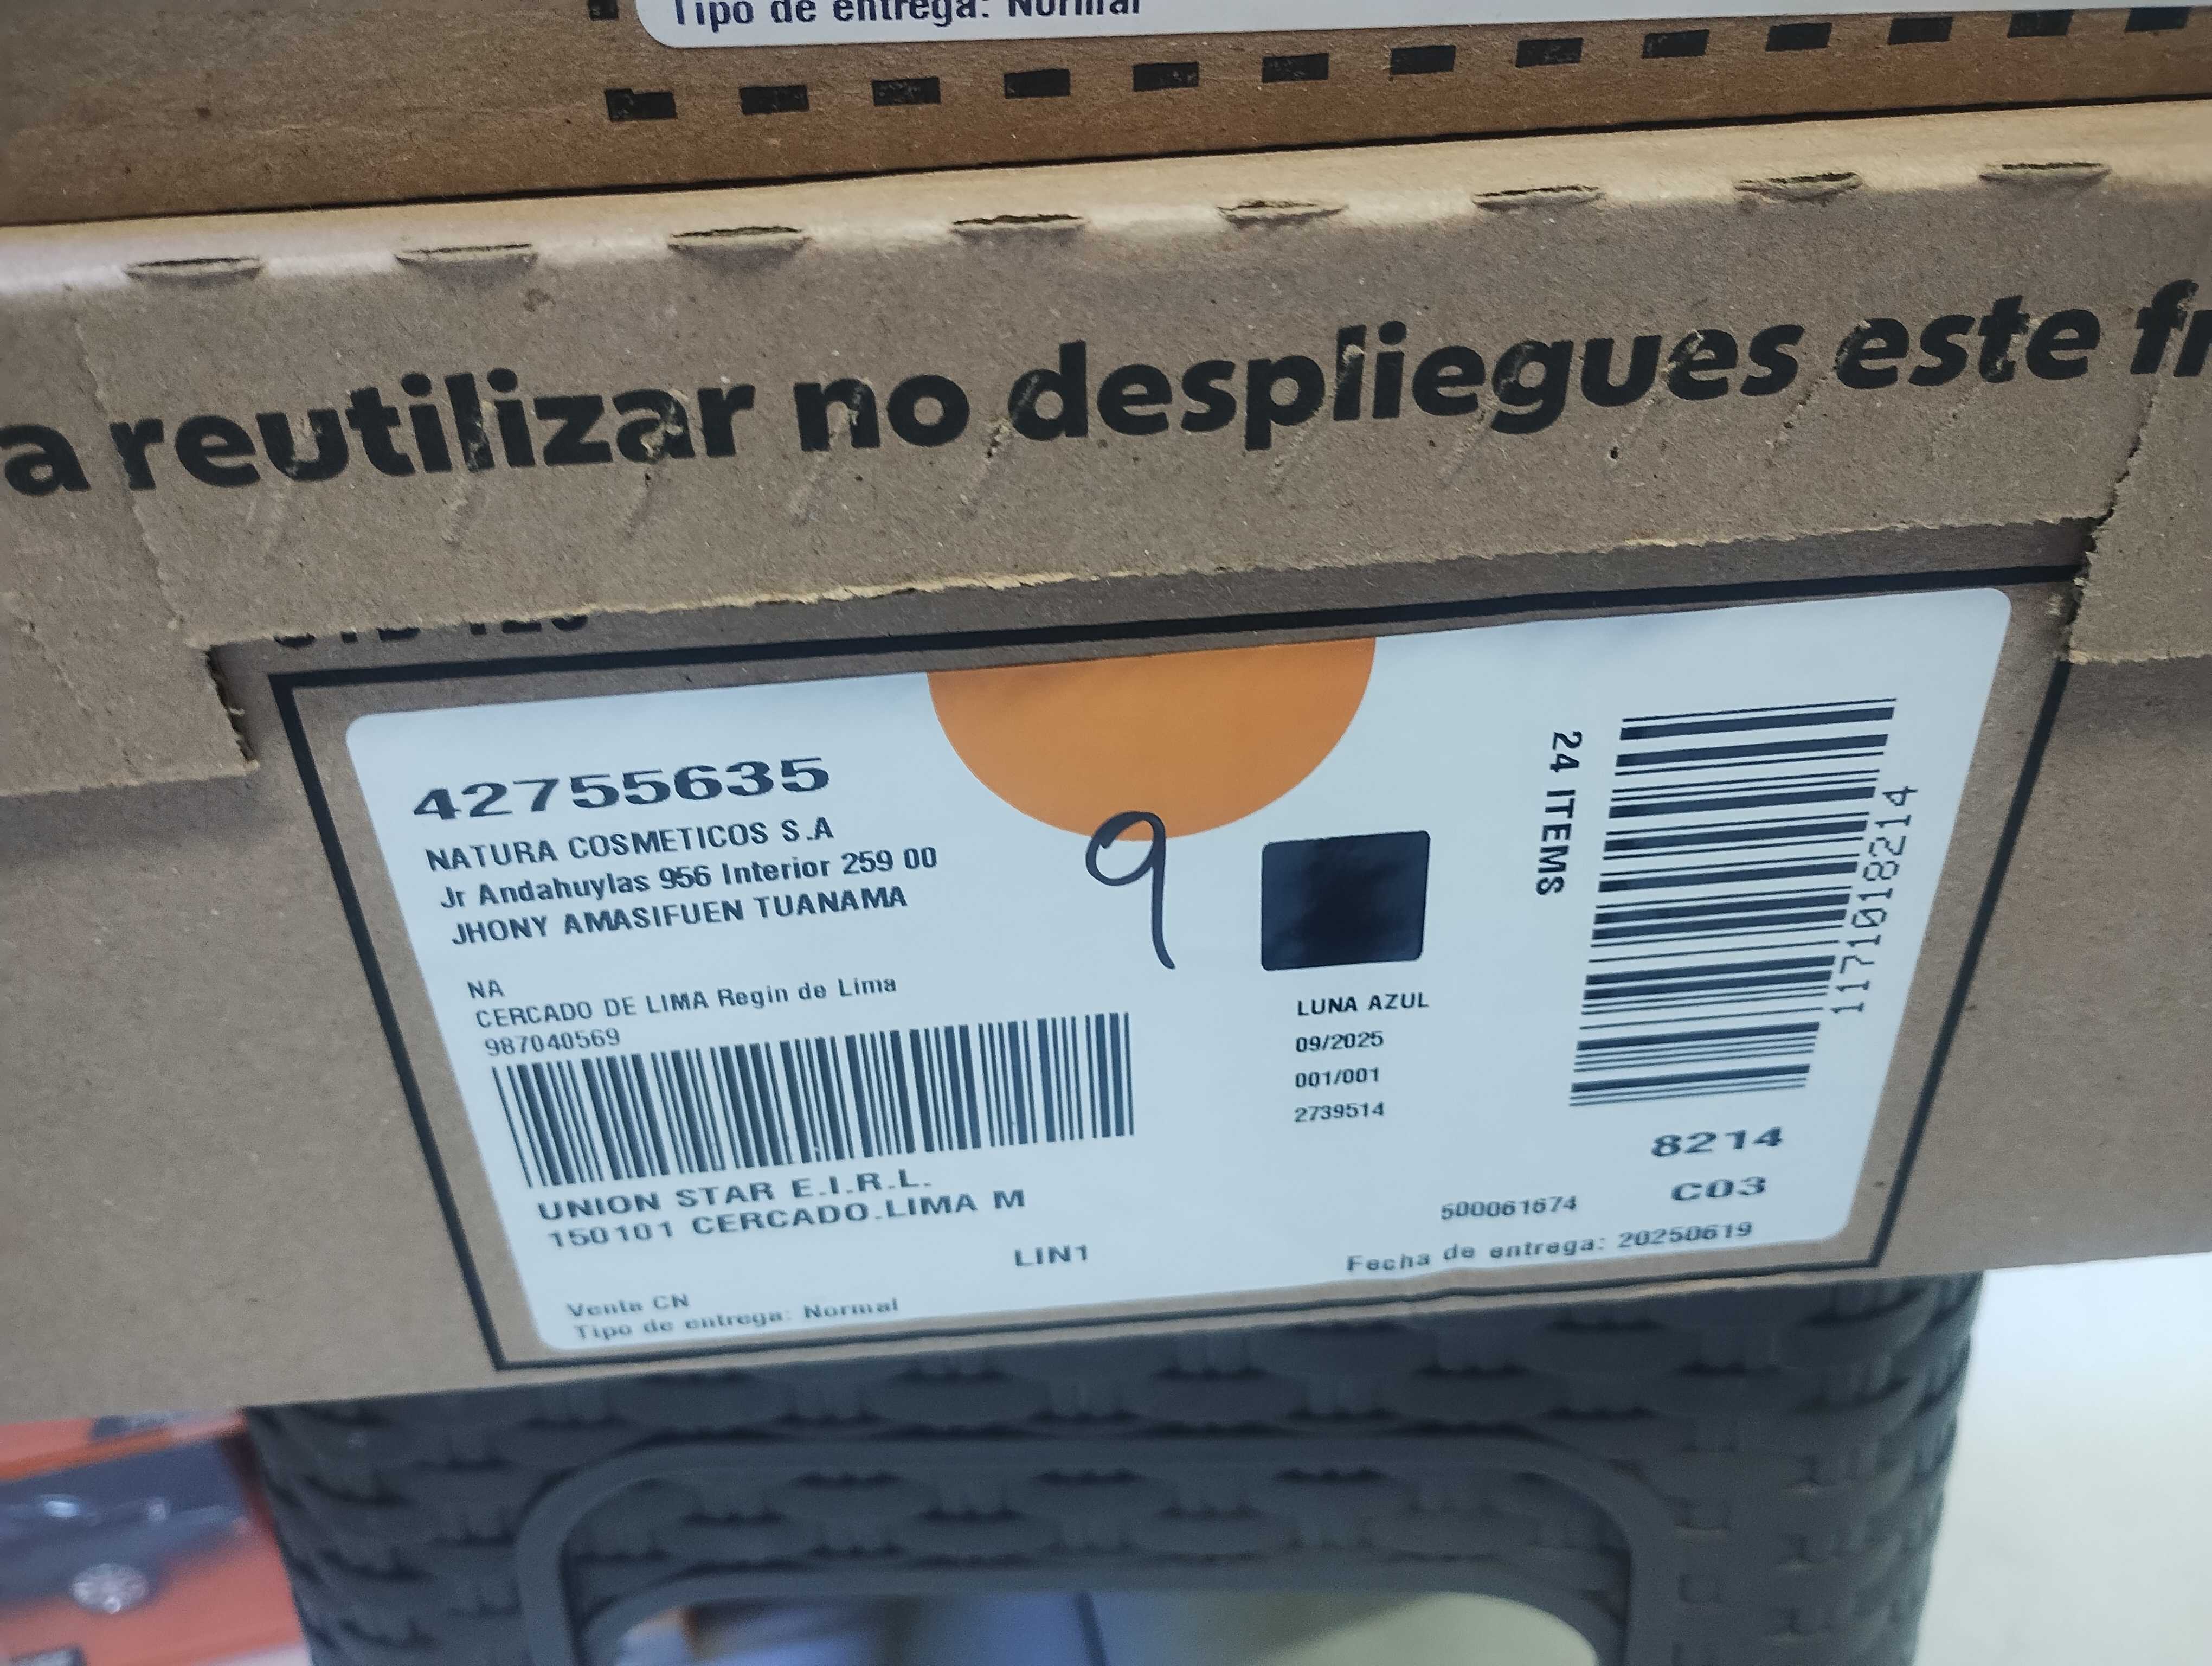 Tipo de entrega: Normal
a reutilizar no despliegues este fr
42755635
NATURA COSMETICOS S.A
Jr Andahuylas 956 Interior 259 00
JHONY AMASIFUEN TUANAMA
NA
CERCADO DE LIMA Regin de Lima
987040569
UNION STAR E.I.R.L.
150101 CERCADO.LIMA M
LIN1
Venta CN
Tipo de entrega: Normal
9
LUNA AZUL
09/2025
001/001
2739514
24 ITEMS
1171018214
8214
C03
500061674
Fecha de entrega: 20250619